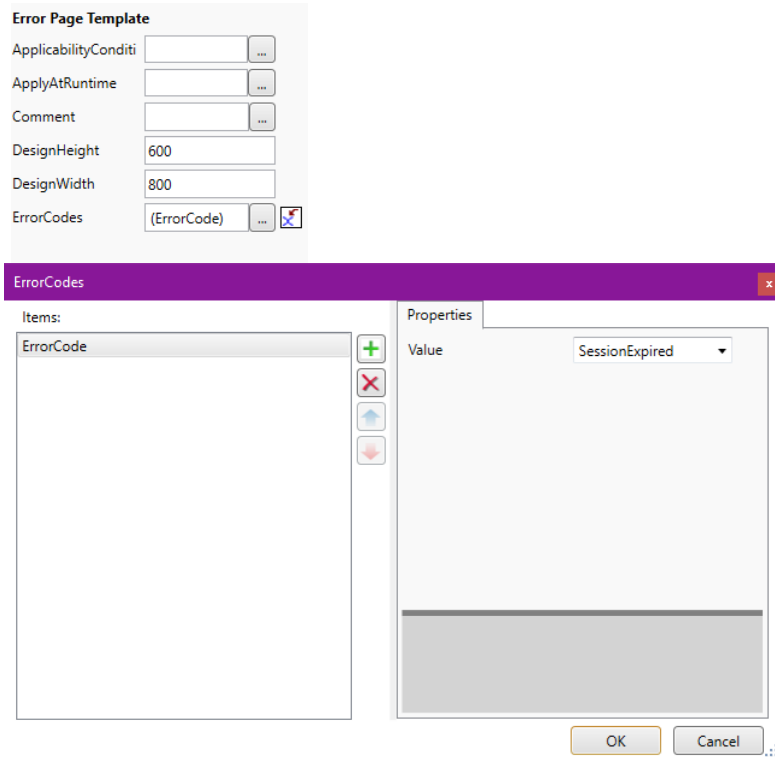 Error Page Template
ApplicabilityConditi ...
ApplyAtRuntime ...
Comment ...
DesignHeight 600
DesignWidth 800
ErrorCodes (ErrorCode) ...
ErrorCodes x
Items:
Properties
ErrorCode
Value SessionExpired
OK Cancel